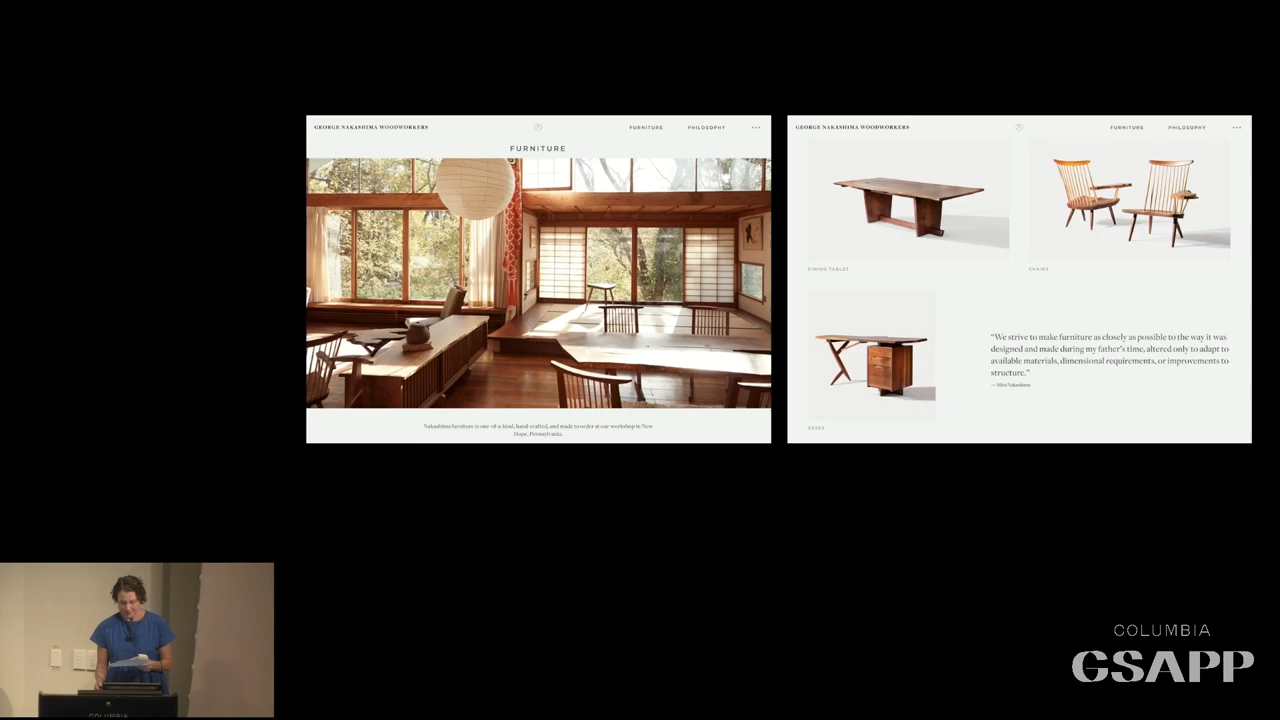 GEORGE NAKASHIMA WOODWORKERS
FURNITURE
PHILOSOPHY
FURNITURE
Nakashima furniture is one-of-a-kind, hand-crafted, and made to order at our workshop in New
Hope, Pennsylvania.
GEORGE NAKASHIMA WOODWORKERS
FURNITURE
PHILOSOPHY
DINING TABLES
CHAIRS
“We strive to make furniture as closely as possible to the way it was
designed and made during my father’s time, altered only to adapt to
available materials, dimensional requirements, or improvements to
structure.”
— Mira Nakashima
DESKS
COLUMBIA
COLUMBIA
GSAPP